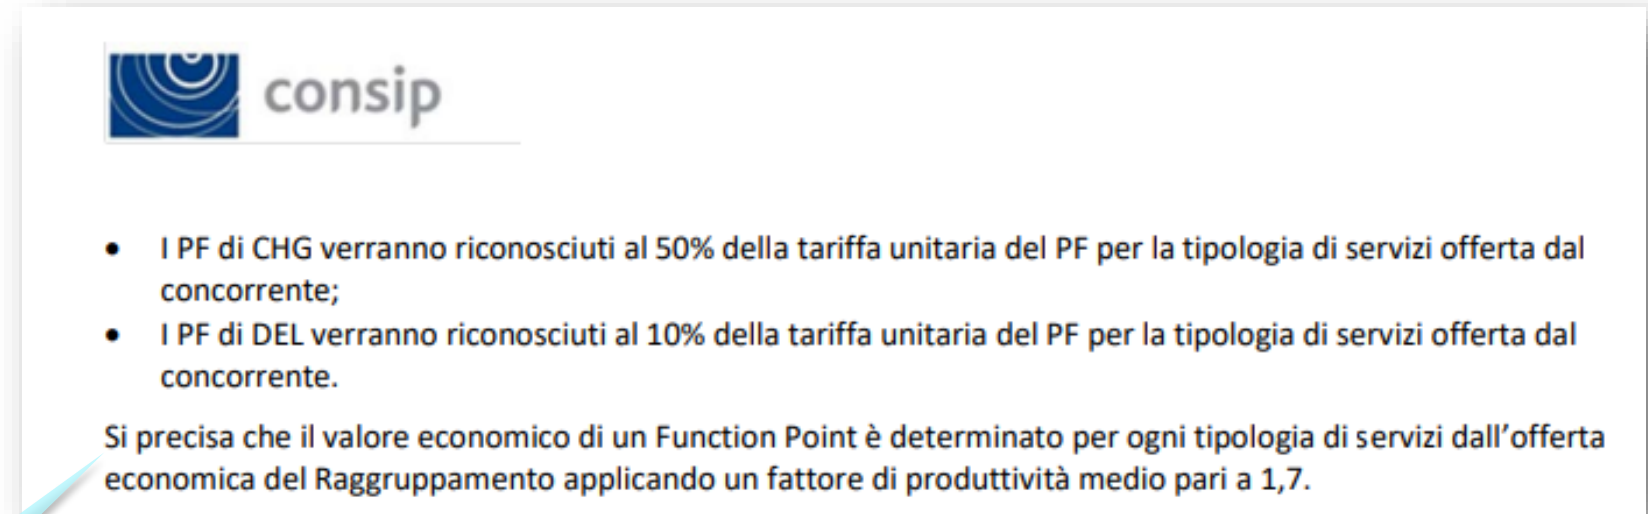 consip
• I PF di CHG verranno riconosciuti al 50% della tariffa unitaria del PF per la tipologia di servizi offerta dal
concorrente;
• I PF di DEL verranno riconosciuti al 10% della tariffa unitaria del PF per la tipologia di servizi offerta dal
concorrente.
Si precisa che il valore economico di un Function Point è determinato per ogni tipologia di servizi dall’offerta
economica del Raggruppamento applicando un fattore di produttività medio pari a 1,7.